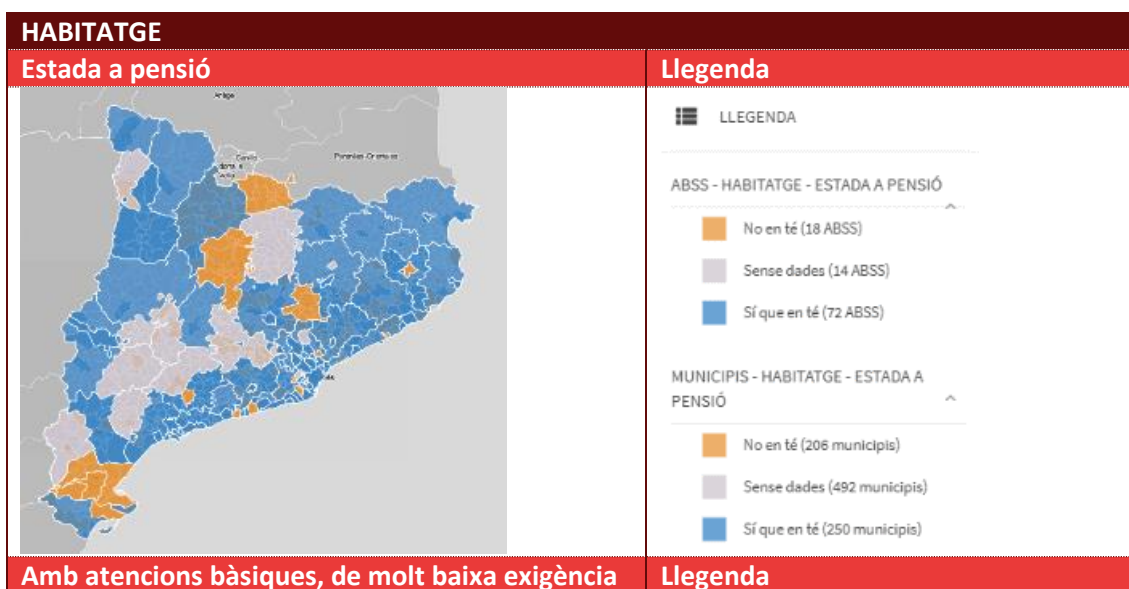 HABITATGE
Estada a pensió
Llegenda
LLEGENDA
ABSS - HABITATGE - ESTADA A PENSIÓ
No en té (18 ABSS)
Sense dades (14 ABSS)
Sí que en té (72 ABSS)
MUNICIPIS - HABITATGE - ESTADA A
PENSIÓ
No en té (206 municipis)
Sense dades (492 municipis)
Sí que en té (250 municipis)
Amb atencions bàsiques, de molt baixa exigència
Llegenda